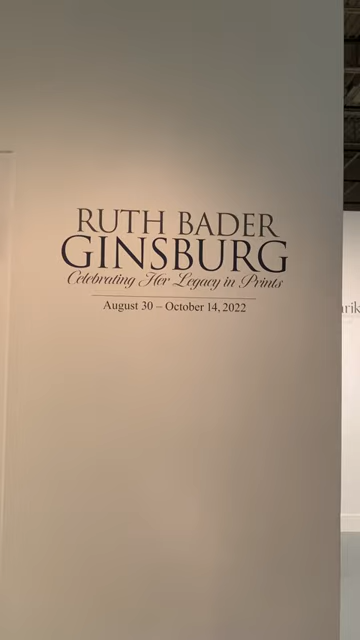 RUTH BADER
GINSBURG
Celebrating Her Legacy in Prints
August 30 – October 14, 2022